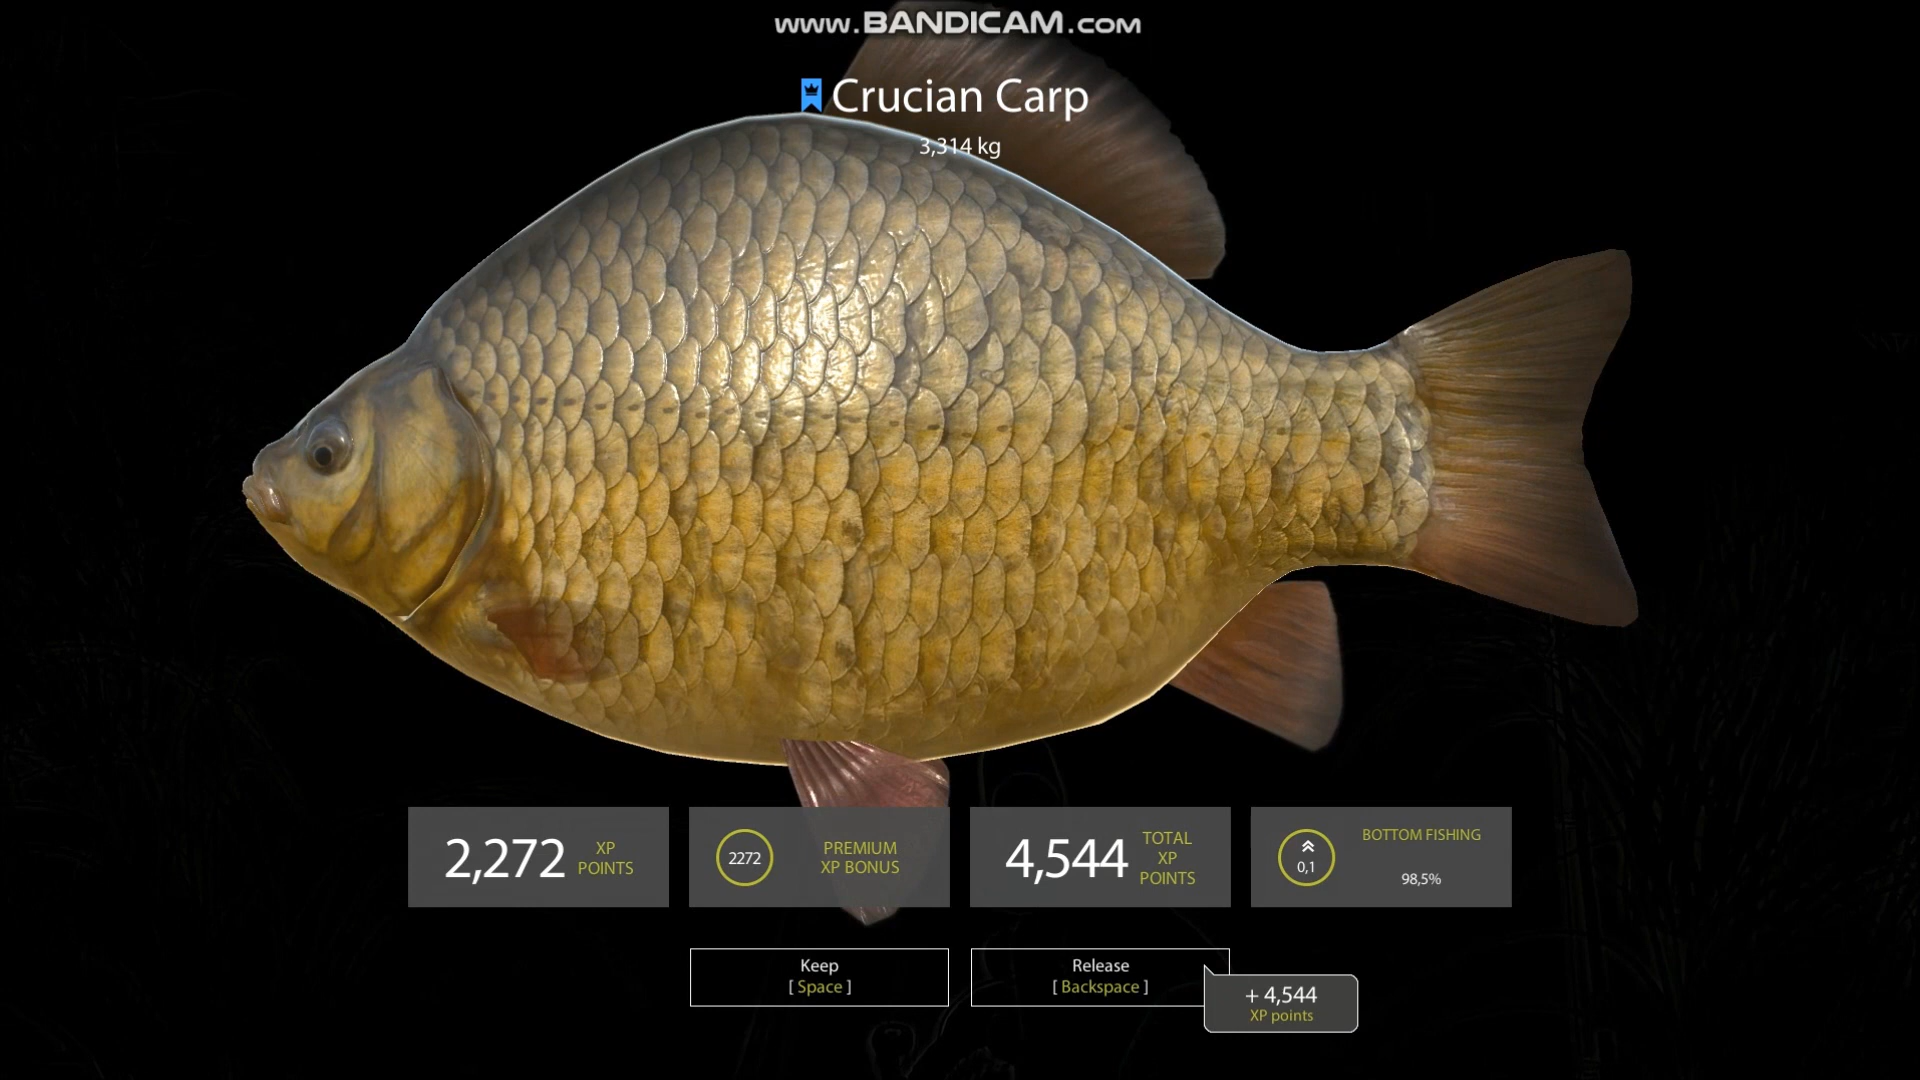 www.BANDICAM.com
Crucian Carp
3,314 kg
2,272
XP
POINTS
2272
PREMIUM
XP BONUS
4,544
TOTAL
XP
POINTS
0,1
BOTTOM FISHING
98,5%
Keep
[ Space ]
Release
[ Backspace ]
+ 4,544
XP points